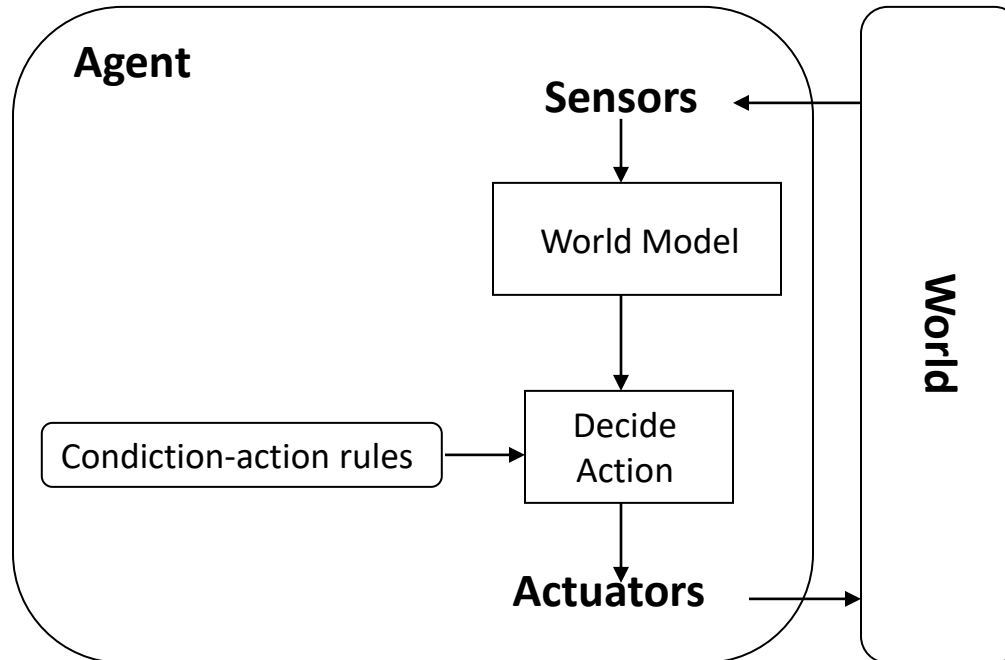 Agent
Sensors
World Model
World
Decide
Action
Condiction-action rules
Actuators